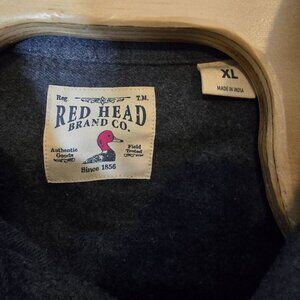 Reg. T.M.
RED HEAD
BRAND CO.
Authentic Goods
Field Tested
Since 1856
XL
MADE IN INDIA